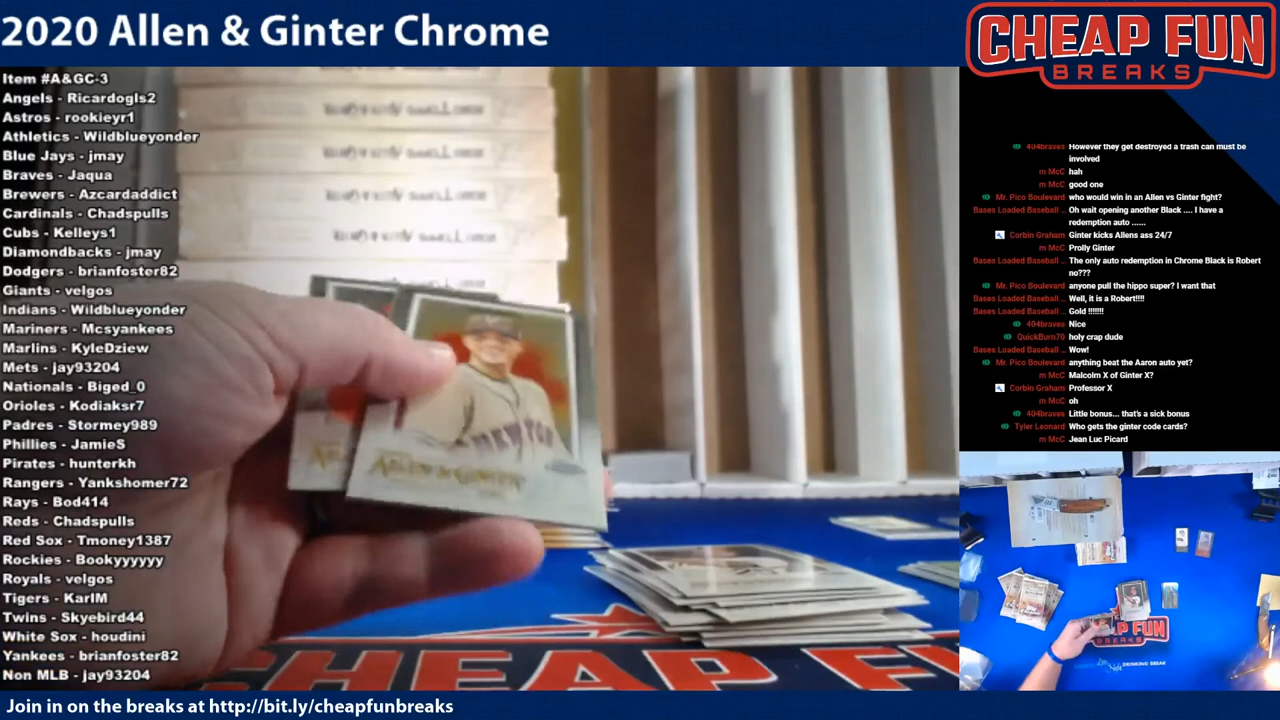 2020 Allen & Ginter Chrome
CHEAP FUN
BREAKS
Item #A&GC-3
Angels - Ricardogls2
Astros - rookieyr1
Athletics - Wildblueyonder
Blue Jays - jmay
Braves - Jaqua
Brewers - Azcardaddict
Cardinals - Chadspulls
Cubs - Kelleys1
Diamondbacks - jmay
Dodgers - brianfoster82
Giants - velgos
Indians - Wildblueyonder
Mariners - Mcsyankees
Marlins - KyleDziew
Mets - jay93204
Nationals - Biged_0
Orioles - Kodiaksr7
Padres - Stormey989
Phillies - JamieS
Pirates - hunterkh
Rangers - Yankshomer72
Rays - Bod414
Reds - Chadspulls
Red Sox - Tmoney1387
Rockies - Bookyyyyyy
Royals - velgos
Tigers - KarlM
Twins - Skyebird44
White Sox - houdini
Yankees - brianfoster82
Non MLB - jay93204
ALLEN & GINTER
CHEAP FUN
404braves However they get destroyed a trash can must be
involved
m McC hah
m McC good one
Mr. Pico Boulevard who would win in an Allen vs Ginter fight?
Bases Loaded Baseball .. Oh wait opening another Black .... I have a
redemption auto ......
Corbin Graham Ginter kicks Allens ass 24/7
m McC Prolly Ginter
Bases Loaded Baseball .. The only auto redemption in Chrome Black is Robert
no???
Mr. Pico Boulevard anyone pull the hippo super? I want that
Bases Loaded Baseball .. Well, it is a Robert!!!!
Bases Loaded Baseball .. Gold !!!!!!!
404braves Nice
QuickBurn70 holy crap dude
Bases Loaded Baseball .. Wow!
Mr. Pico Boulevard anything beat the Aaron auto yet?
m McC Malcolm X of Ginter X?
Corbin Graham Professor X
m McC oh
404braves Little bonus... that's a sick bonus
Tyler Leonard Who gets the ginter code cards?
m McC Jean Luc Picard
CHEAP FUN
BREAKS
DRINKING BREAK
Join in on the breaks at http://bit.ly/cheapfunbreaks